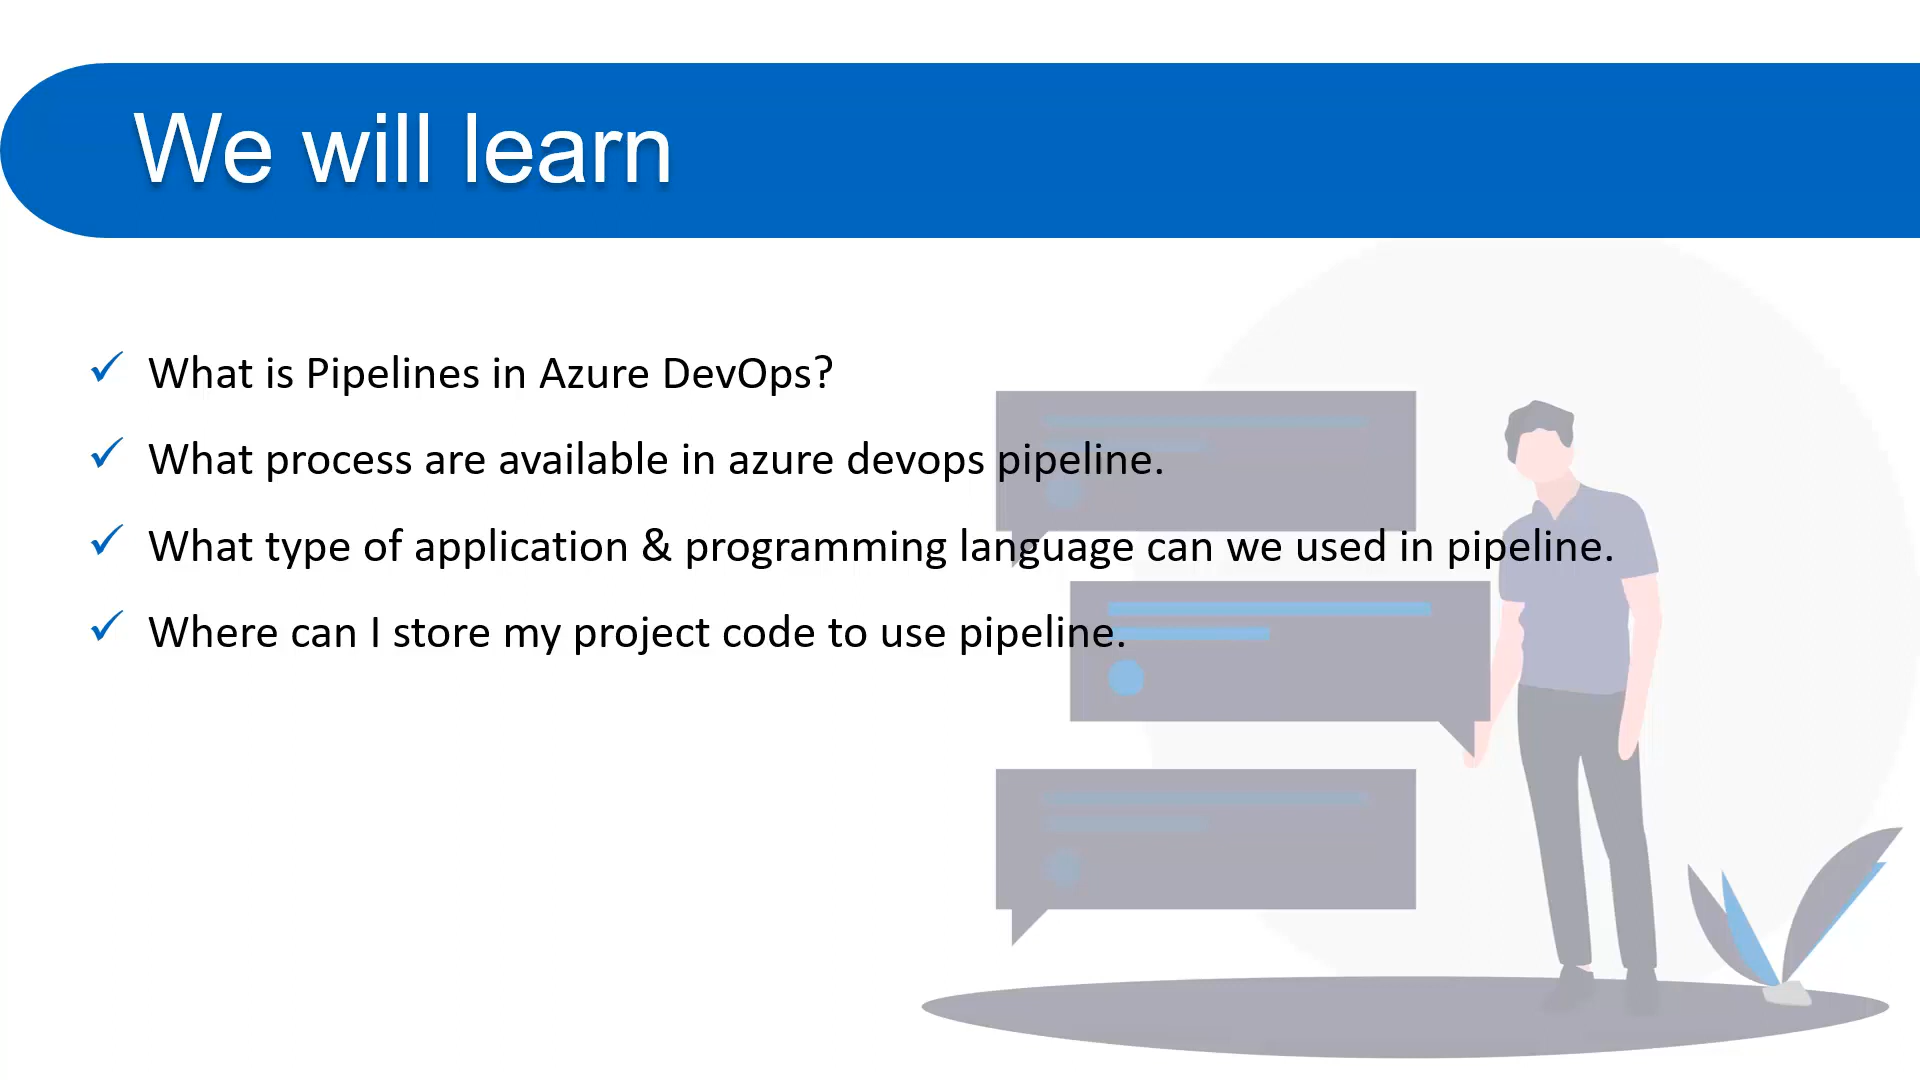 We will learn
What is Pipelines in Azure DevOps?
What process are available in azure devops pipeline.
What type of application & programming language can we used in pipeline.
Where can I store my project code to use pipeline.